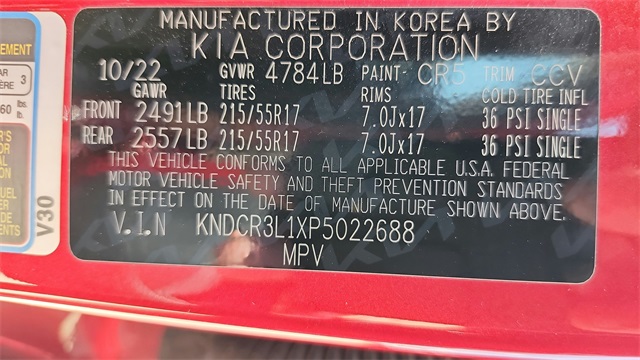 MANUFACTURED IN KOREA BY
KIA CORPORATION
10/22 GVWR 4784LB PAINT- CR5 TRIM CCV
GAWR TIRES RIMS COLD TIRE INFL
FRONT 2491LB 215/55R17 7.0Jx17 36 PSI SINGLE
REAR 2557LB 215/55R17 7.0Jx17 36 PSI SINGLE
THIS VEHICLE CONFORMS TO ALL APPLICABLE U.S.A. FEDERAL
MOTOR VEHICLE SAFETY AND THEFT PREVENTION STANDARDS
IN EFFECT ON THE DATE OF MANUFACTURE SHOWN ABOVE.
V.I.N KNDCR3L1XP5022688
MPV
V30